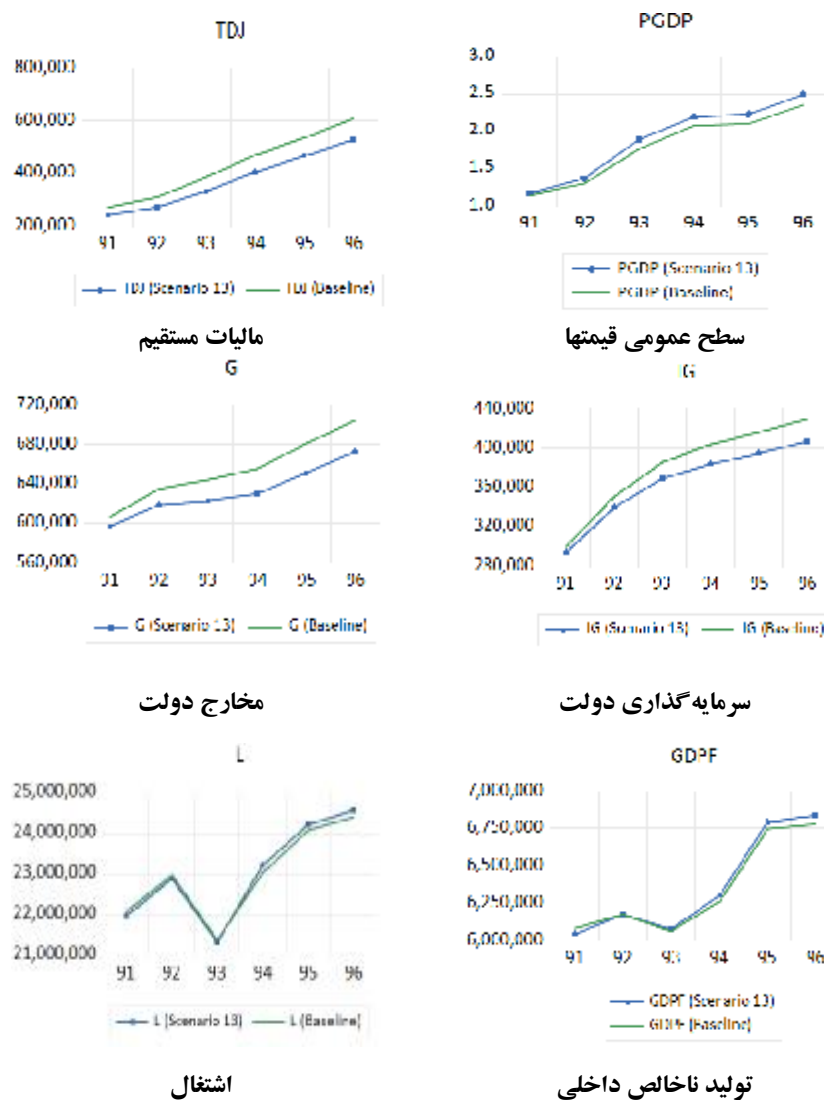 TDJ
800,000
600,000
400,000
200,000
91 92 93 94 95 96
TDJ (Scenario 13) TDJ (Baseline)
مالیات مستقیم
PGDP
3.0
2.5
2.0
1.5
1.0
91 92 93 94 95 96
PGDP (Scenario 13)
PGDP (Baseline)
سطح عمومی قیمتها
G
720,000
680,000
640,000
600,000
560,000
91 92 93 94 95 96
G (Scenario 13) G (Baseline)
مخارج دولت
IG
440,000
400,000
360,000
320,000
280,000
91 92 93 94 95 96
IG (Scenario 13) IG (Baseline)
سرمایه‌گذاری دولت
L
25,000,000
24,000,000
23,000,000
22,000,000
21,000,000
91 92 93 94 95 96
L (Scenario 13) L (Baseline)
اشتغال
GDPF
7,000,000
6,750,000
6,500,000
6,250,000
6,000,000
91 92 93 94 95 96
GDPF (Scenario 13)
GDPF (Baseline)
تولید ناخالص داخلی